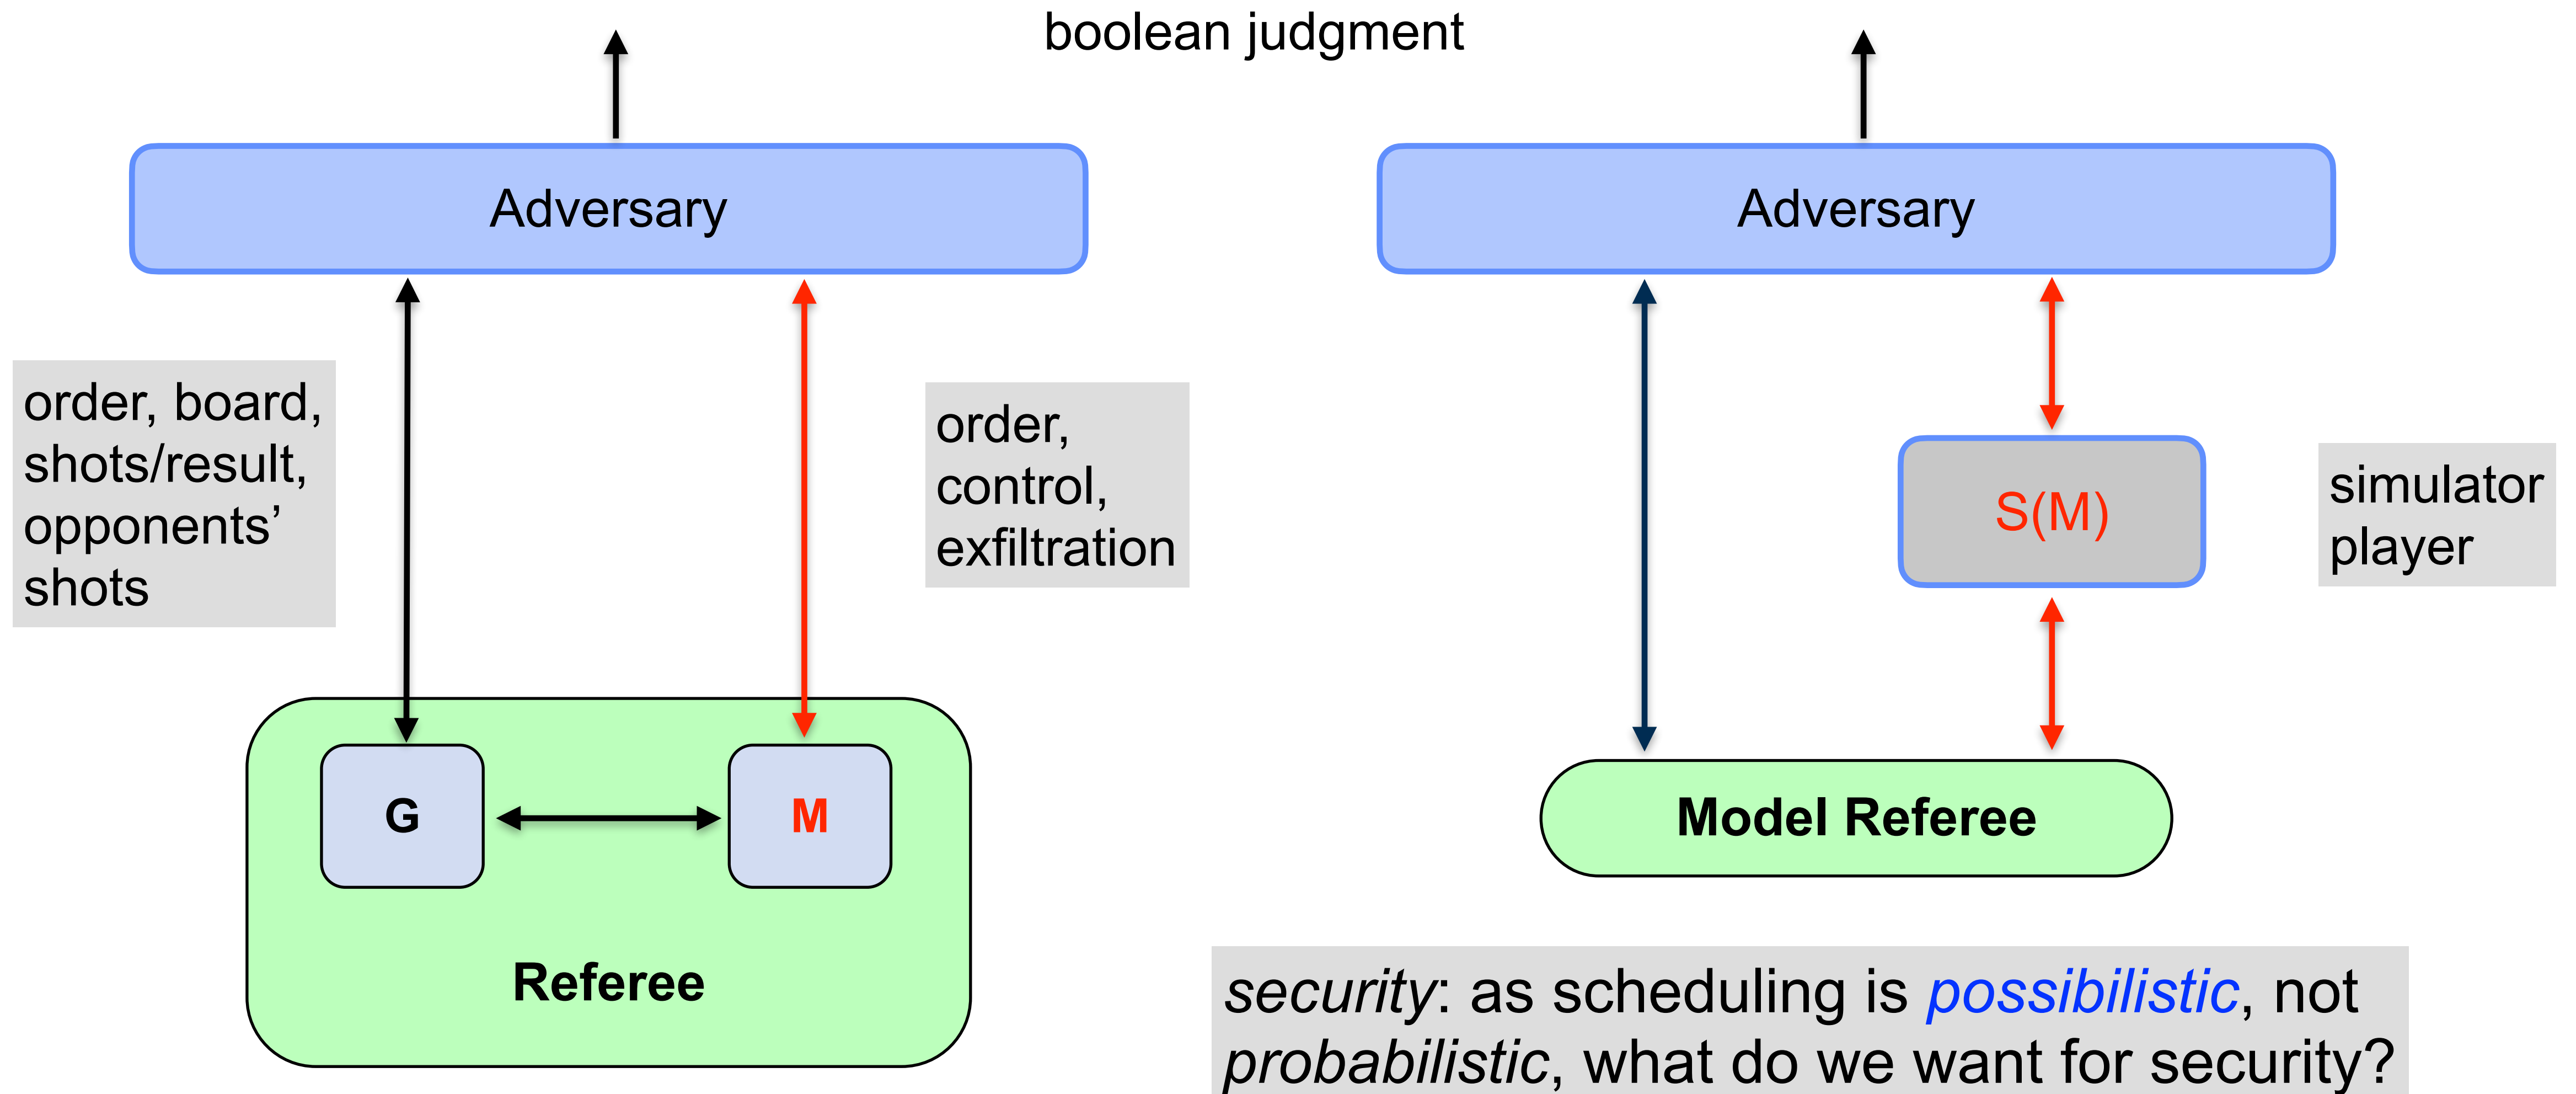 boolean judgment
Adversary
Adversary
order, board,
shots/result,
opponents’
shots
order,
control,
exfiltration
S(M)
simulator
player
G
M
Referee
Model Referee
security: as scheduling is possibilistic, not
probabilistic, what do we want for security?